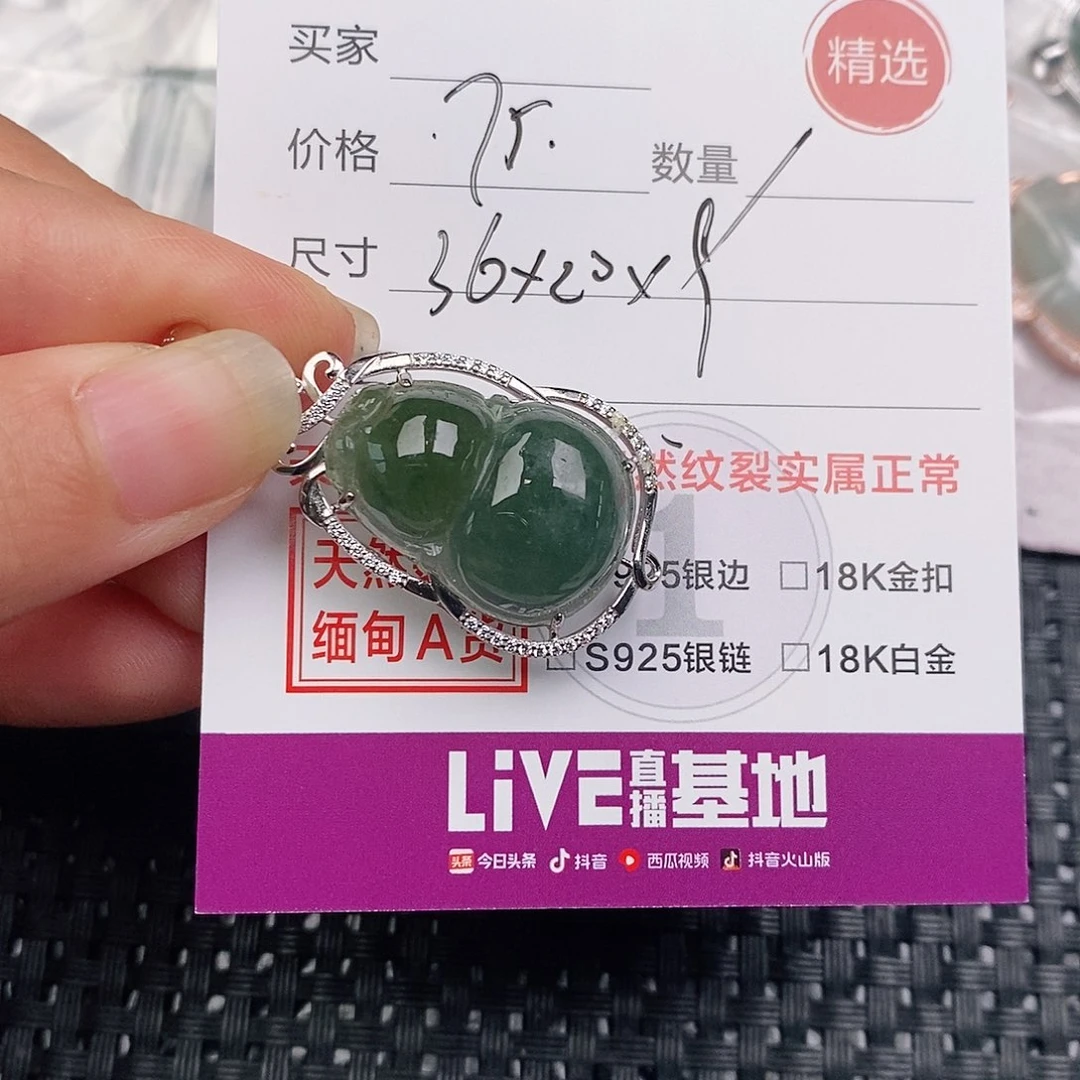 买家
精选
价格 .75. 数量
尺寸 36×20×9
然纹裂实属正常
天然
缅甸A货
925银边 □18K金扣
□S925银链 □18K白金
1
LiVE直播基地
头条 今日头条 抖音 西瓜视频 抖音火山版